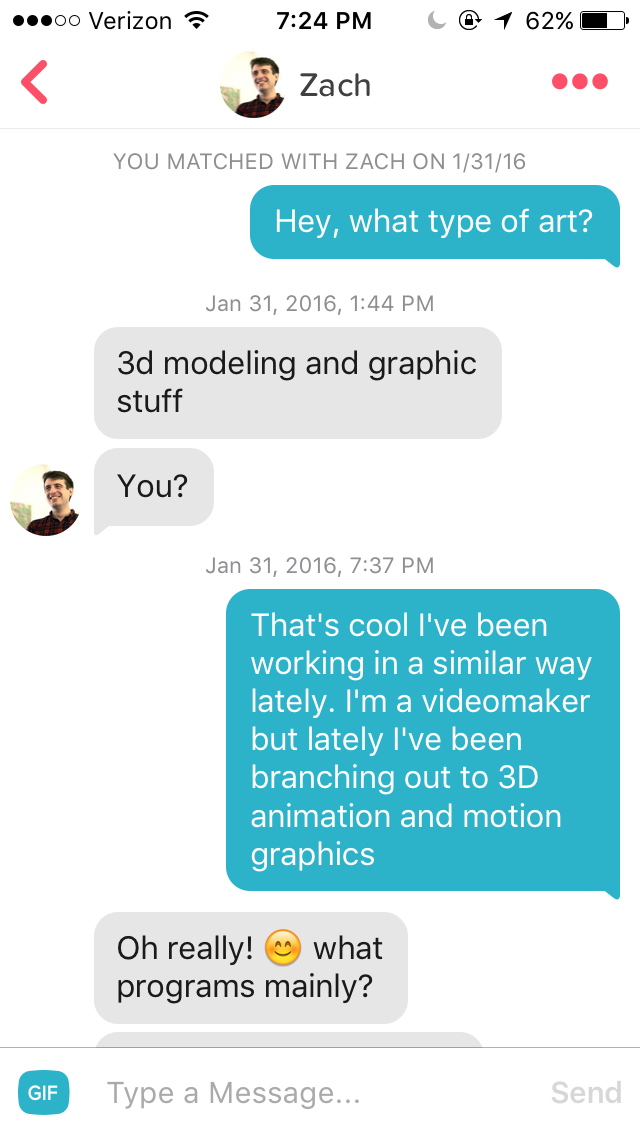 Verizon 7:24 PM 62%
Zach
YOU MATCHED WITH ZACH ON 1/31/16
Hey, what type of art?
Jan 31, 2016, 1:44 PM
3d modeling and graphic
stuff
You?
Jan 31, 2016, 7:37 PM
That's cool I've been
working in a similar way
lately. I'm a videomaker
but lately I've been
branching out to 3D
animation and motion
graphics
Oh really! 😊 what
programs mainly?
GIF Type a Message... Send